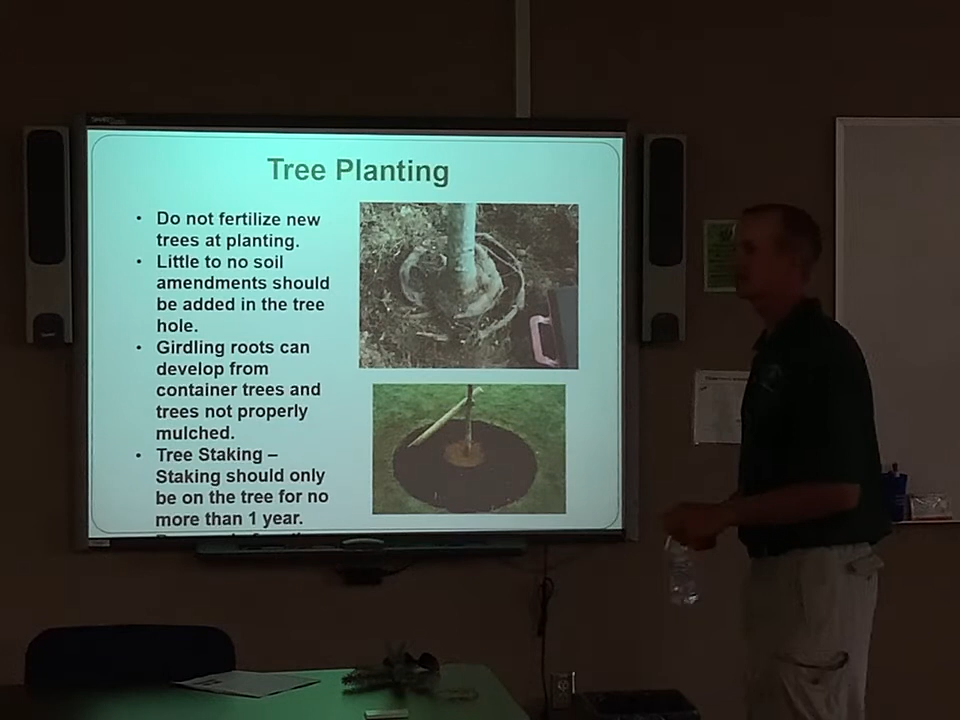 Tree Planting
• Do not fertilize new
trees at planting.
• Little to no soil
amendments should
be added in the tree
hole.
• Girdling roots can
develop from
container trees and
trees not properly
mulched.
• Tree Staking –
Staking should only
be on the tree for no
more than 1 year.